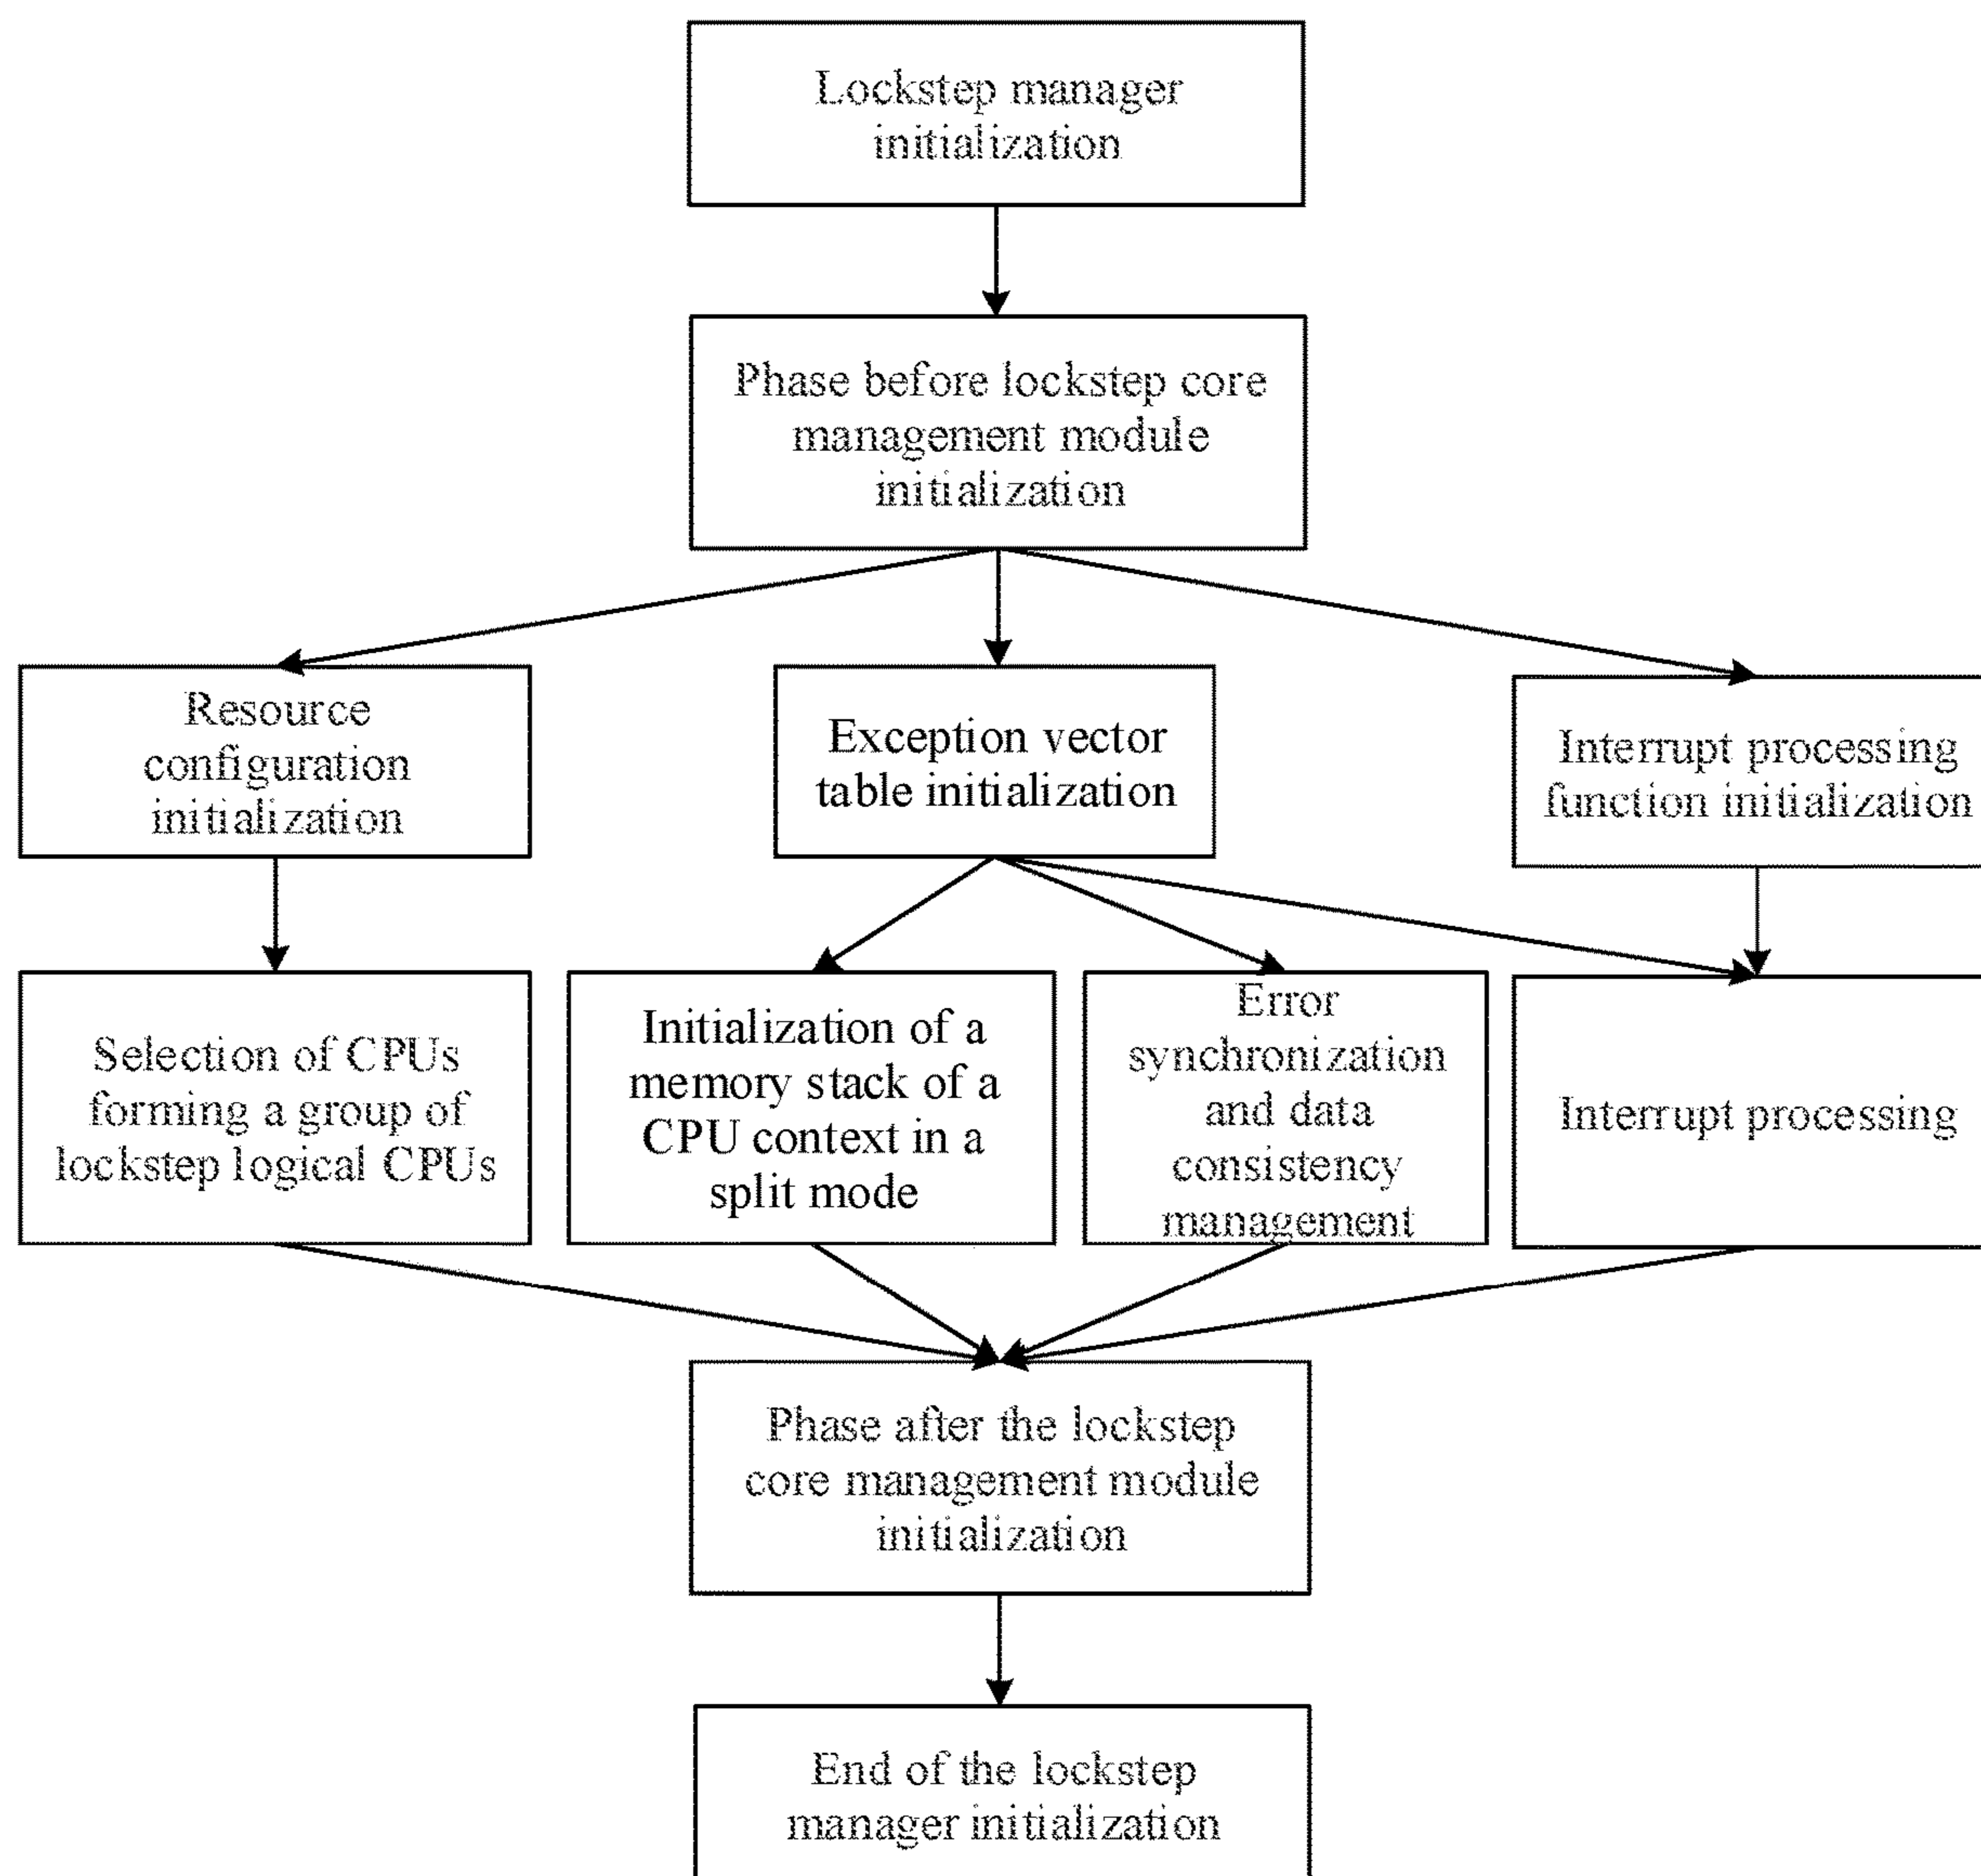 Lockstep manager
initialization
Phase before lockstep core
management module
initialization
Resource
configuration
initialization
Exception vector
table initialization
Interrupt processing
function initialization
Selection of CPUs
forming a group of
lockstep logical CPUs
Initialization of a
memory stack of a
CPU context in a
split mode
Error
synchronization
and data
consistency
management
Interrupt processing
Phase after the lockstep
core management module
initialization
End of the lockstep
manager initialization